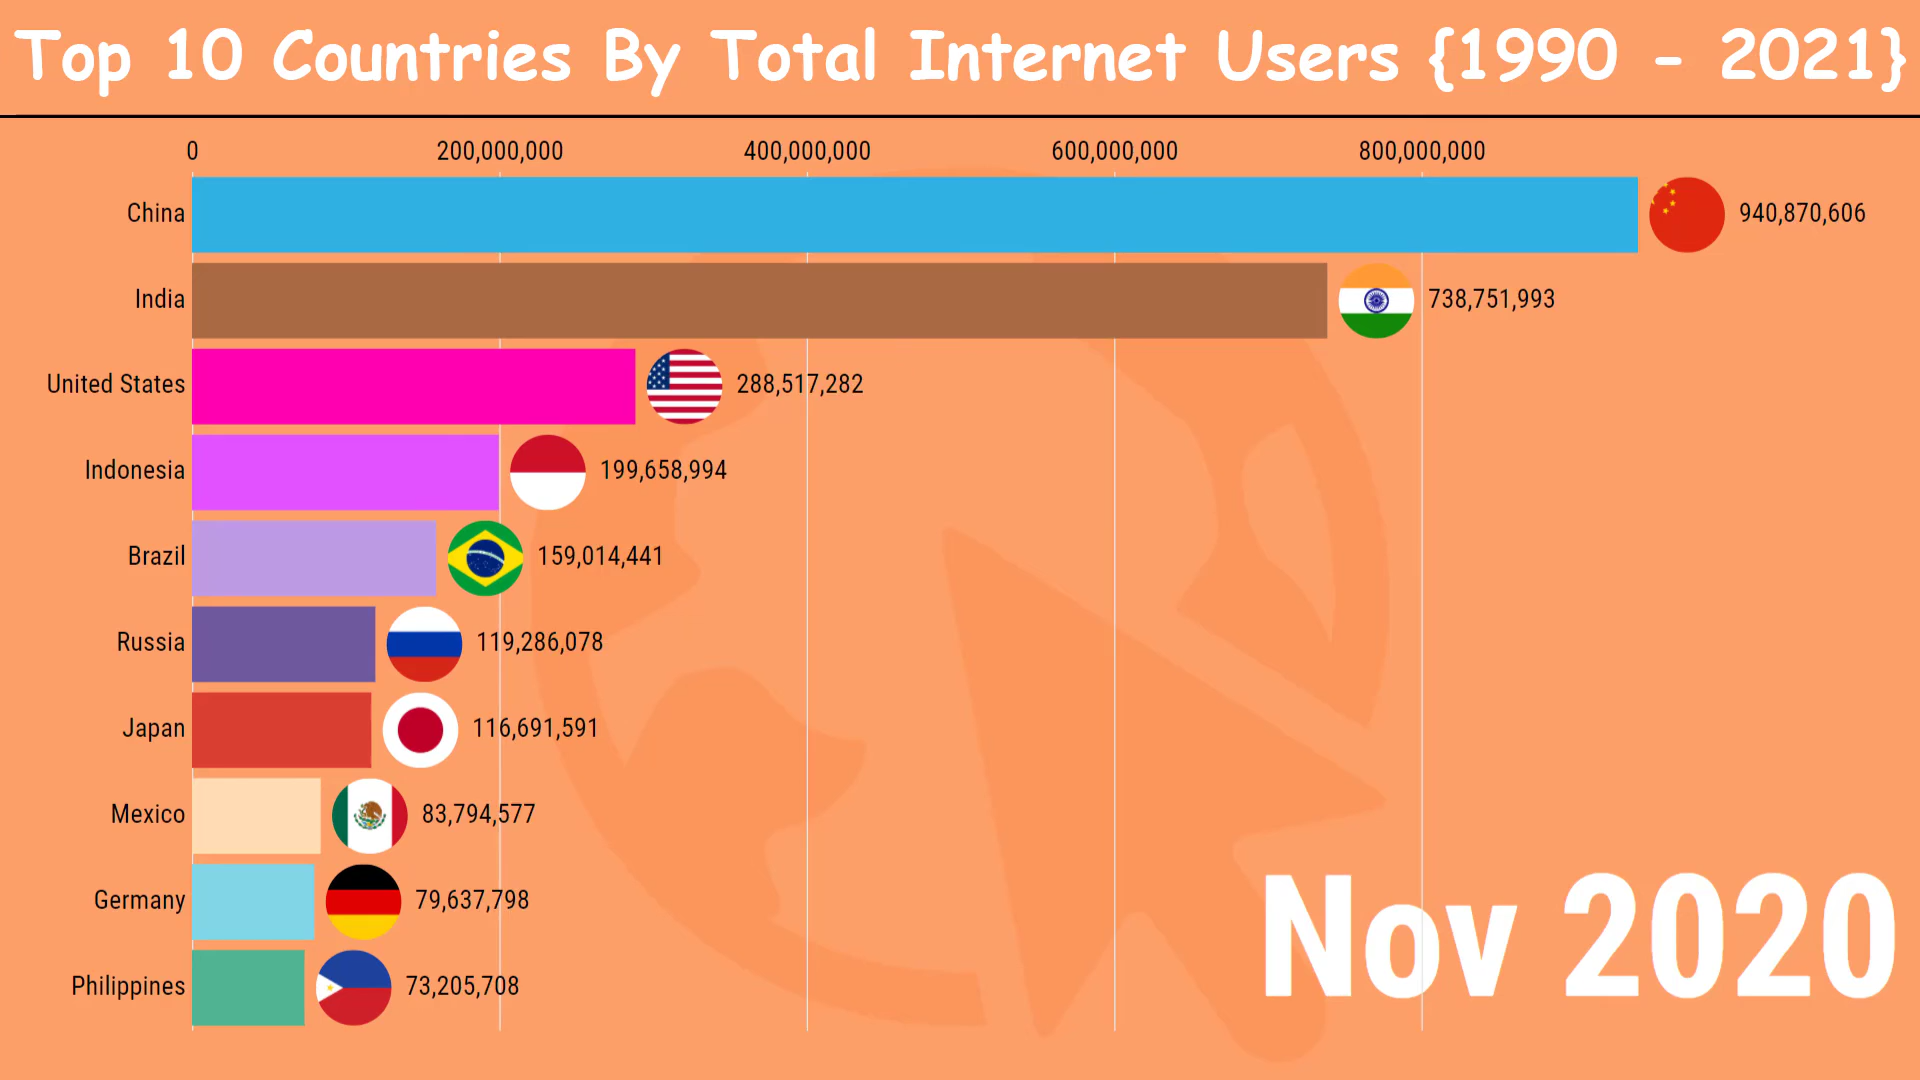 Top 10 Countries By Total Internet Users {1990 - 2021}
0 200,000,000 400,000,000 600,000,000 800,000,000
China 940,870,606
India 738,751,993
United States 288,517,282
Indonesia 199,658,994
Brazil 159,014,441
Russia 119,286,078
Japan 116,691,591
Mexico 83,794,577
Germany 79,637,798
Philippines 73,205,708
Nov 2020